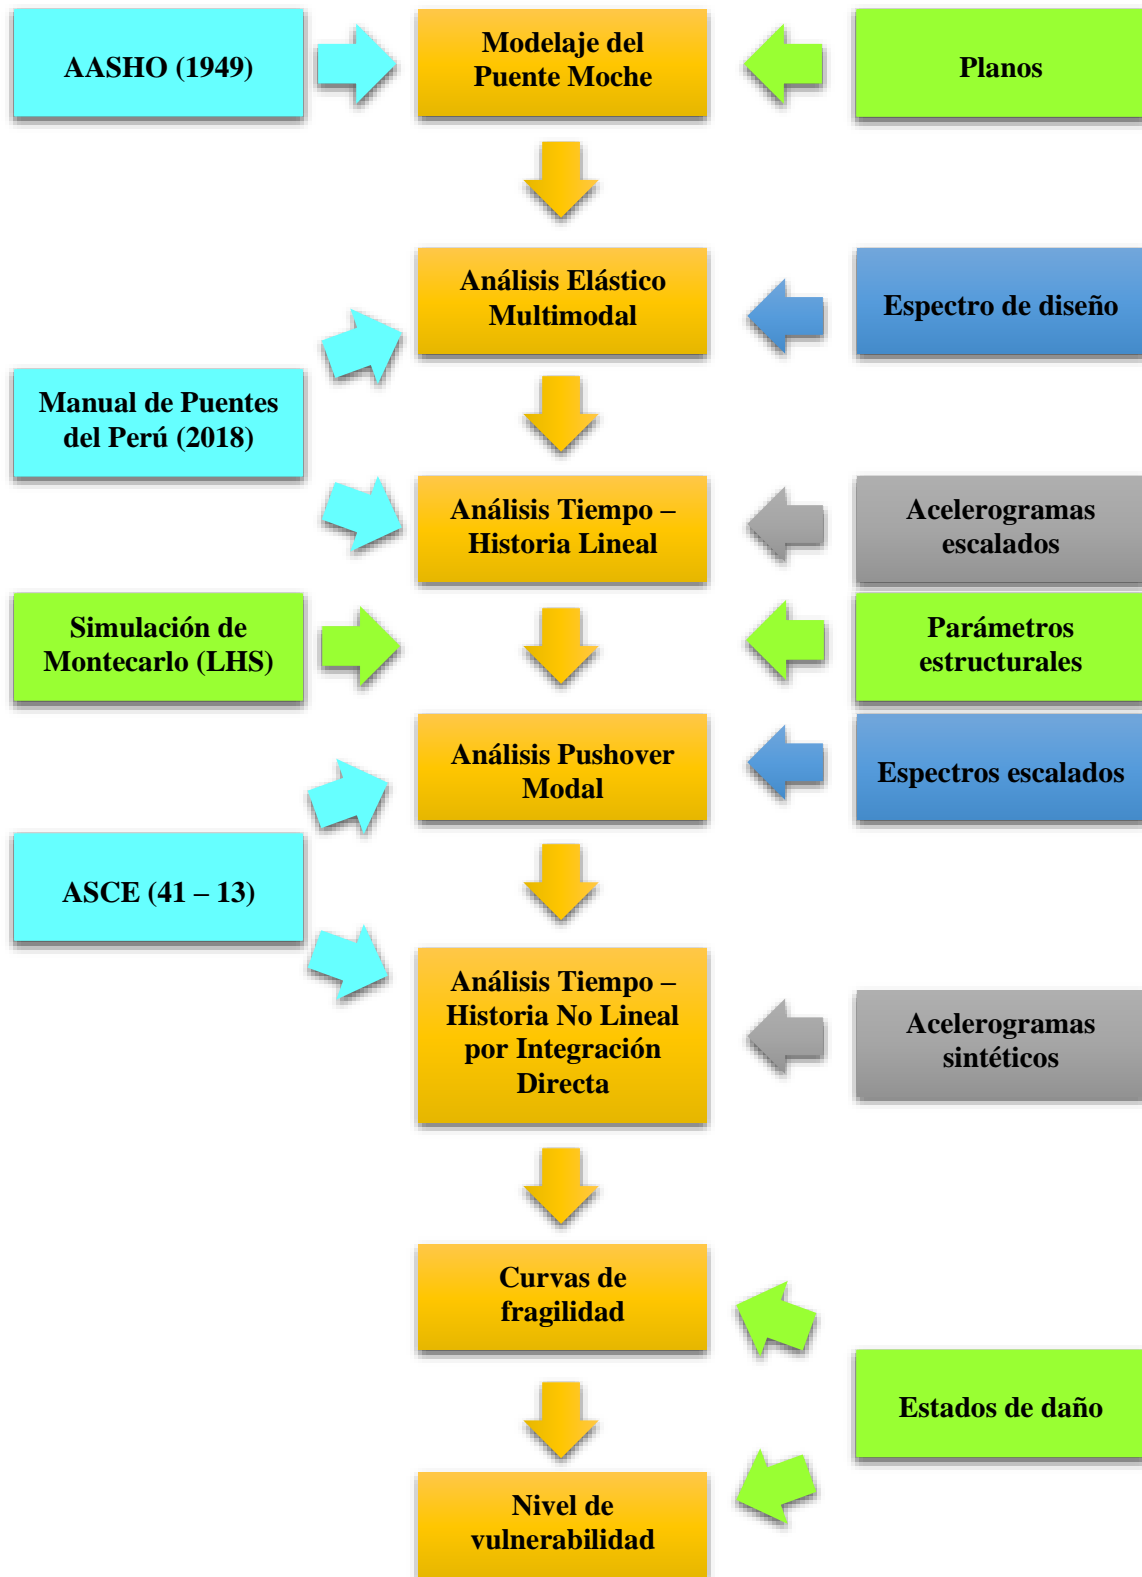 AASHO (1949)
Modelaje del
Puente Moche
Planos
Análisis Elástico
Multimodal
Espectro de diseño
Manual de Puentes
del Perú (2018)
Análisis Tiempo –
Historia Lineal
Acelerogramas
escalados
Simulación de
Montecarlo (LHS)
Parámetros
estructurales
Análisis Pushover
Modal
Espectros escalados
ASCE (41 – 13)
Análisis Tiempo –
Historia No Lineal
por Integración
Directa
Acelerogramas
sintéticos
Curvas de
fragilidad
Estados de daño
Nivel de
vulnerabilidad